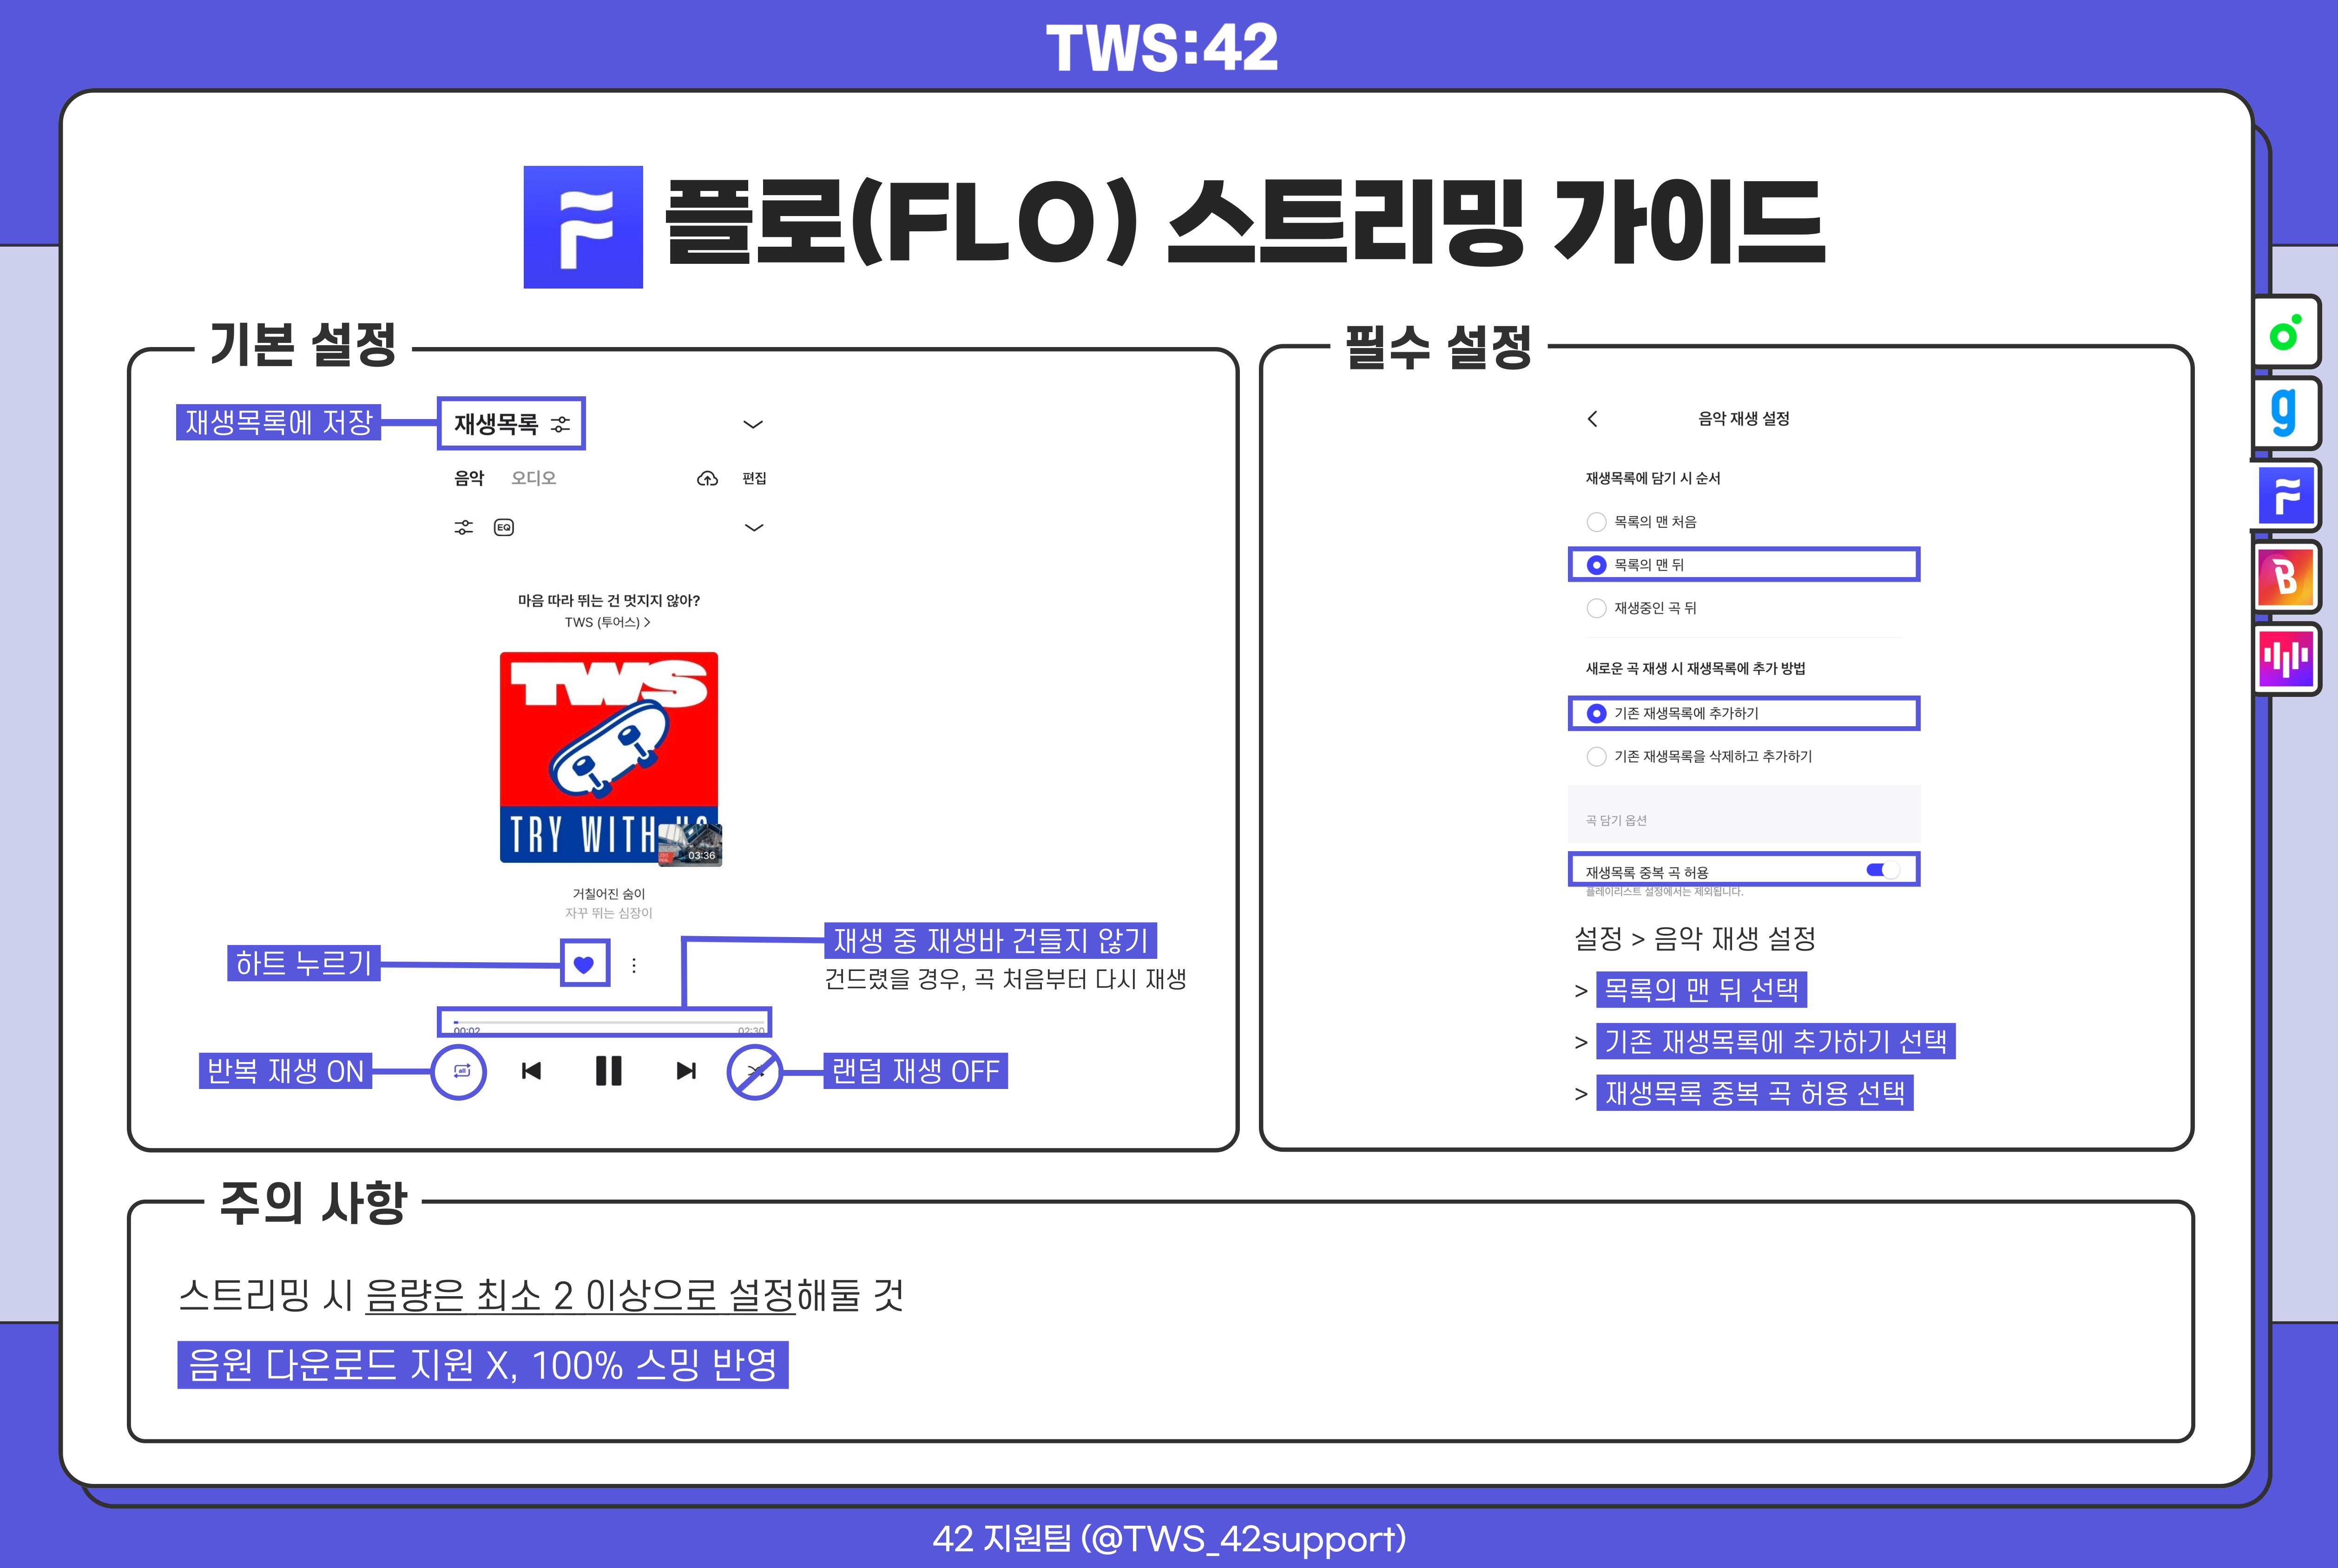 TWS:42
플로(FLO) 스트리밍 가이드
기본 설정
재생목록에 저장
재생목록
음악 오디오
편집
EQ
마음 따라 뛰는 건 멋지지 않아?
TWS (투어스) >
TWS
TRY WITH US
03:36
거칠어진 숨이
자꾸 뛰는 심장이
하트 누르기
재생 중 재생바 건들지 않기
건드렸을 경우, 곡 처음부터 다시 재생
00:02
02:30
반복 재생 ON
랜덤 재생 OFF
필수 설정
음악 재생 설정
재생목록에 담기 시 순서
목록의 맨 처음
목록의 맨 뒤
재생중인 곡 뒤
새로운 곡 재생 시 재생목록에 추가 방법
기존 재생목록에 추가하기
기존 재생목록을 삭제하고 추가하기
곡 담기 옵션
재생목록 중복 곡 허용
플레이리스트 설정에서는 제외됩니다.
설정 > 음악 재생 설정
> 목록의 맨 뒤 선택
> 기존 재생목록에 추가하기 선택
> 재생목록 중복 곡 허용 선택
주의 사항
스트리밍 시 음량은 최소 2 이상으로 설정해둘 것
음원 다운로드 지원 X, 100% 스밍 반영
42 지원팀 (@TWS_42support)